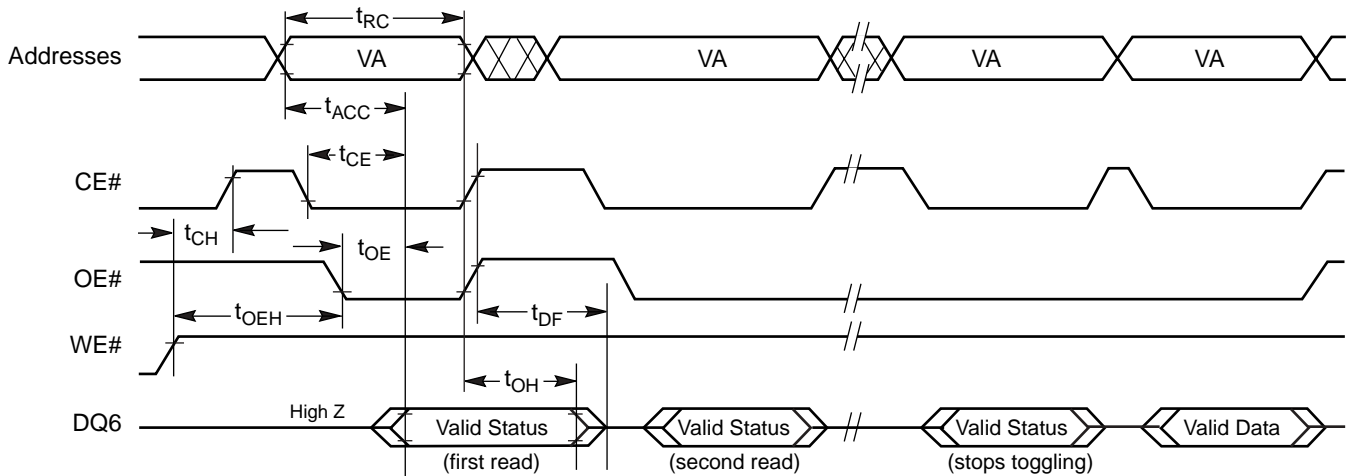 tRC
Addresses VA VA VA VA
tACC
tCE
CE#
tCH tOE
OE#
tOEH tDF
WE#
tOH
High Z
DQ6 Valid Status Valid Status Valid Status Valid Data
(first read) (second read) (stops toggling)